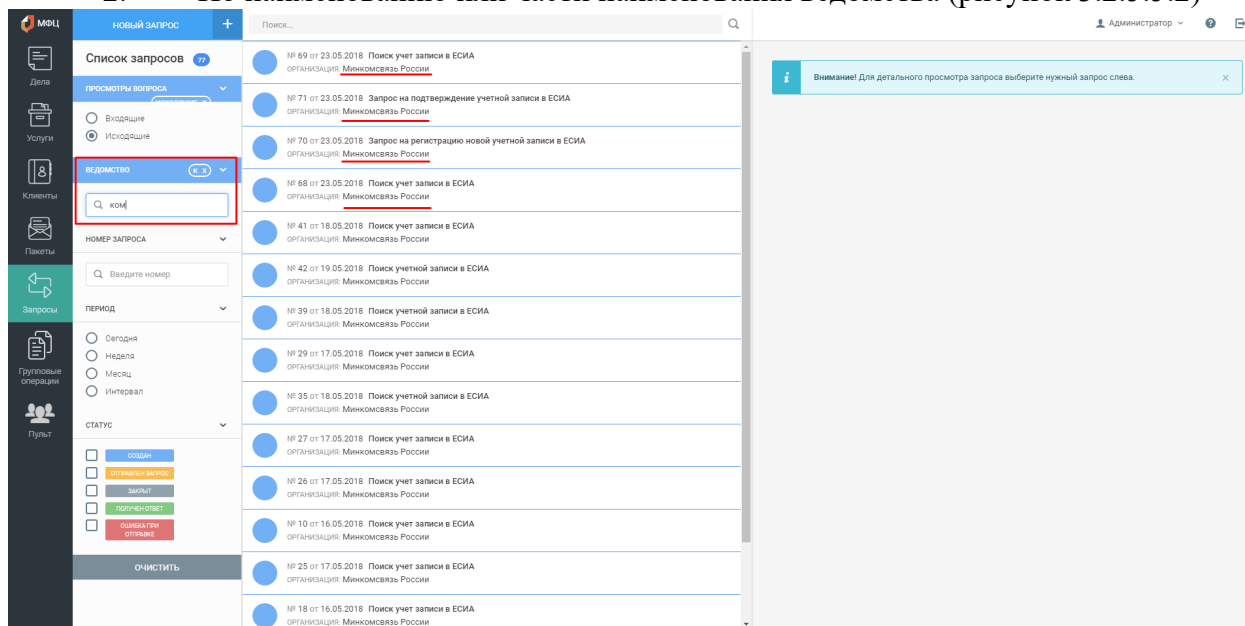 МФЦ
НОВЫЙ ЗАПРОС +
Поиск...
Администратор
Дела
Услуги
Клиенты
Пакеты
Запросы
Групповые
операции
Пульт
Список запросов 77
ПРОСМОТРЫ ВОПРОСА
Входящие
Исходящие
ВЕДОМСТВО К X
ком
НОМЕР ЗАПРОСА
Введите номер
ПЕРИОД
Сегодня
Неделя
Месяц
Интервал
СТАТУС
СОЗДАН
ОТПРАВЛЕН ЗАПРОС
ЗАКРЫТ
ПОЛУЧЕН ОТВЕТ
ОШИБКА ПРИ
ОТПРАВКЕ
ОЧИСТИТЬ
№ 69 от 23.05.2018 Поиск учет записи в ЕСИА
ОРГАНИЗАЦИЯ: Минкомсвязь России
№ 71 от 23.05.2018 Запрос на подтверждение учетной записи в ЕСИА
ОРГАНИЗАЦИЯ: Минкомсвязь России
№ 70 от 23.05.2018 Запрос на регистрацию новой учетной записи в ЕСИА
ОРГАНИЗАЦИЯ: Минкомсвязь России
№ 68 от 23.05.2018 Поиск учет записи в ЕСИА
ОРГАНИЗАЦИЯ: Минкомсвязь России
№ 41 от 18.05.2018 Поиск учет записи в ЕСИА
ОРГАНИЗАЦИЯ: Минкомсвязь России
№ 42 от 19.05.2018 Поиск учетной записи в ЕСИА
ОРГАНИЗАЦИЯ: Минкомсвязь России
№ 39 от 18.05.2018 Поиск учетной записи в ЕСИА
ОРГАНИЗАЦИЯ: Минкомсвязь России
№ 29 от 17.05.2018 Поиск учет записи в ЕСИА
ОРГАНИЗАЦИЯ: Минкомсвязь России
№ 35 от 18.05.2018 Поиск учетной записи в ЕСИА
ОРГАНИЗАЦИЯ: Минкомсвязь России
№ 27 от 17.05.2018 Поиск учет записи в ЕСИА
ОРГАНИЗАЦИЯ: Минкомсвязь России
№ 26 от 17.05.2018 Поиск учет записи в ЕСИА
ОРГАНИЗАЦИЯ: Минкомсвязь России
№ 10 от 16.05.2018 Поиск учет записи в ЕСИА
ОРГАНИЗАЦИЯ: Минкомсвязь России
№ 25 от 17.05.2018 Поиск учет записи в ЕСИА
ОРГАНИЗАЦИЯ: Минкомсвязь России
№ 18 от 16.05.2018 Поиск учет записи в ЕСИА
ОРГАНИЗАЦИЯ: Минкомсвязь России
Внимание! Для детального просмотра запроса выберите нужный запрос слева.